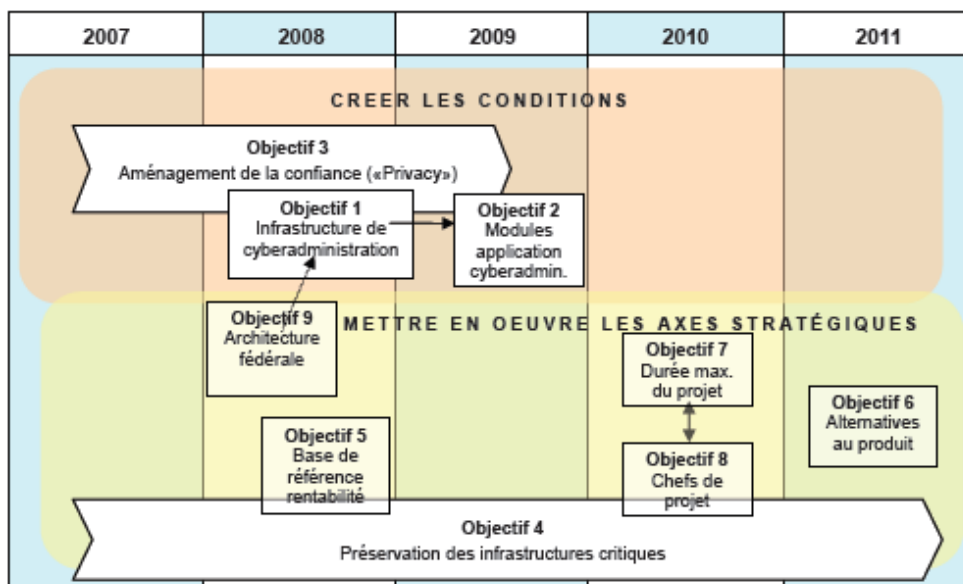 2007 2008 2009 2010 2011
CREER LES CONDITIONS
Objectif 3
Aménagement de la confiance («Privacy»)
Objectif 1
Infrastructure de
cyberadministration
Objectif 2
Modules
application
cyberadmin.
METTRE EN OEUVRE LES AXES STRATÉGIQUES
Objectif 9
Architecture
fédérale
Objectif 7
Durée max.
du projet
Objectif 6
Alternatives
au produit
Objectif 5
Base de
référence
rentabilité
Objectif 8
Chefs de
projet
Objectif 4
Préservation des infrastructures critiques